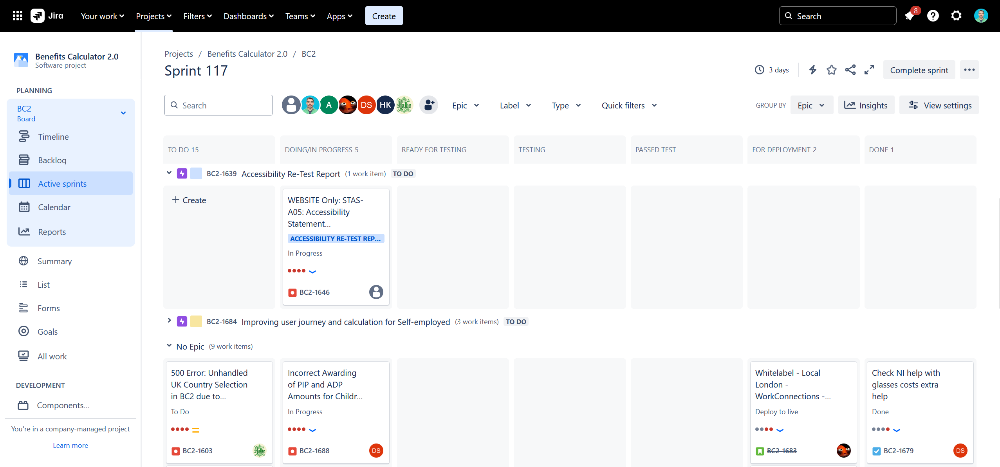 Jira
Your work
Projects
Filters
Dashboards
Teams
Apps
Create
Search
8
Benefits Calculator 2.0
Software project
PLANNING
BC2
Board
Timeline
Backlog
Active sprints
Calendar
Reports
Summary
List
Forms
Goals
All work
DEVELOPMENT
Components...
You're in a company-managed project
Learn more
Projects / Benefits Calculator 2.0 / BC2
Sprint 117
3 days
Complete sprint
Search
A
DS
HK
Hallie
Epic
Label
Type
Quick filters
GROUP BY
Epic
Insights
View settings
TO DO 15
DOING/IN PROGRESS 5
READY FOR TESTING
TESTING
PASSED TEST
FOR DEPLOYMENT 2
DONE 1
BC2-1639 Accessibility Re-Test Report (1 work item) TO DO
Create
WEBSITE Only: STAS-
A05: Accessibility
Statement...
ACCESSIBILITY RE-TEST REP...
In Progress
BC2-1646
BC2-1684 Improving user journey and calculation for Self-employed (3 work items) TO DO
No Epic (9 work items)
500 Error: Unhandled
UK Country Selection
in BC2 due to...
To Do
BC2-1603
Hallie
Incorrect Awarding
of PIP and ADP
Amounts for Childr...
In Progress
BC2-1688
DS
Whitelabel - Local
London -
WorkConnections -...
Deploy to live
BC2-1683
Check NI help with
glasses costs extra
help
Done
BC2-1679
DS